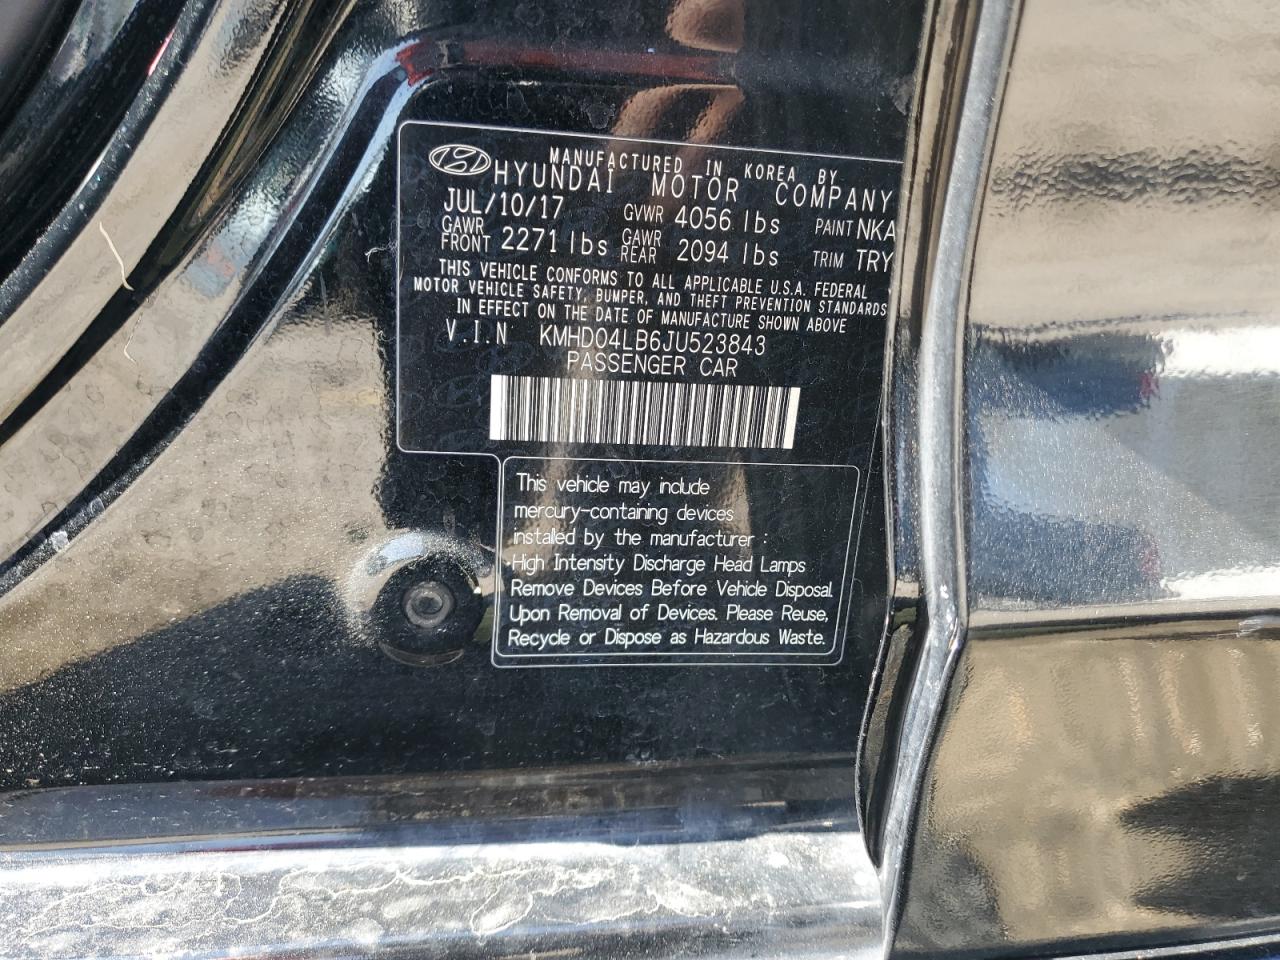 MANUFACTURED IN KOREA BY
HYUNDAI MOTOR COMPANY
JUL/10/17 GVWR 4056 lbs PAINT NKA
GAWR FRONT 2271 lbs GAWR REAR 2094 lbs TRIM TRY
THIS VEHICLE CONFORMS TO ALL APPLICABLE U.S.A. FEDERAL
MOTOR VEHICLE SAFETY, BUMPER, AND THEFT PREVENTION STANDARDS
IN EFFECT ON THE DATE OF MANUFACTURE SHOWN ABOVE
V.I.N KMHD04LB6JU523843
PASSENGER CAR
This vehicle may include
mercury-containing devices
installed by the manufacturer :
High Intensity Discharge Head Lamps
Remove Devices Before Vehicle Disposal.
Upon Removal of Devices. Please Reuse,
Recycle or Dispose as Hazardous Waste.